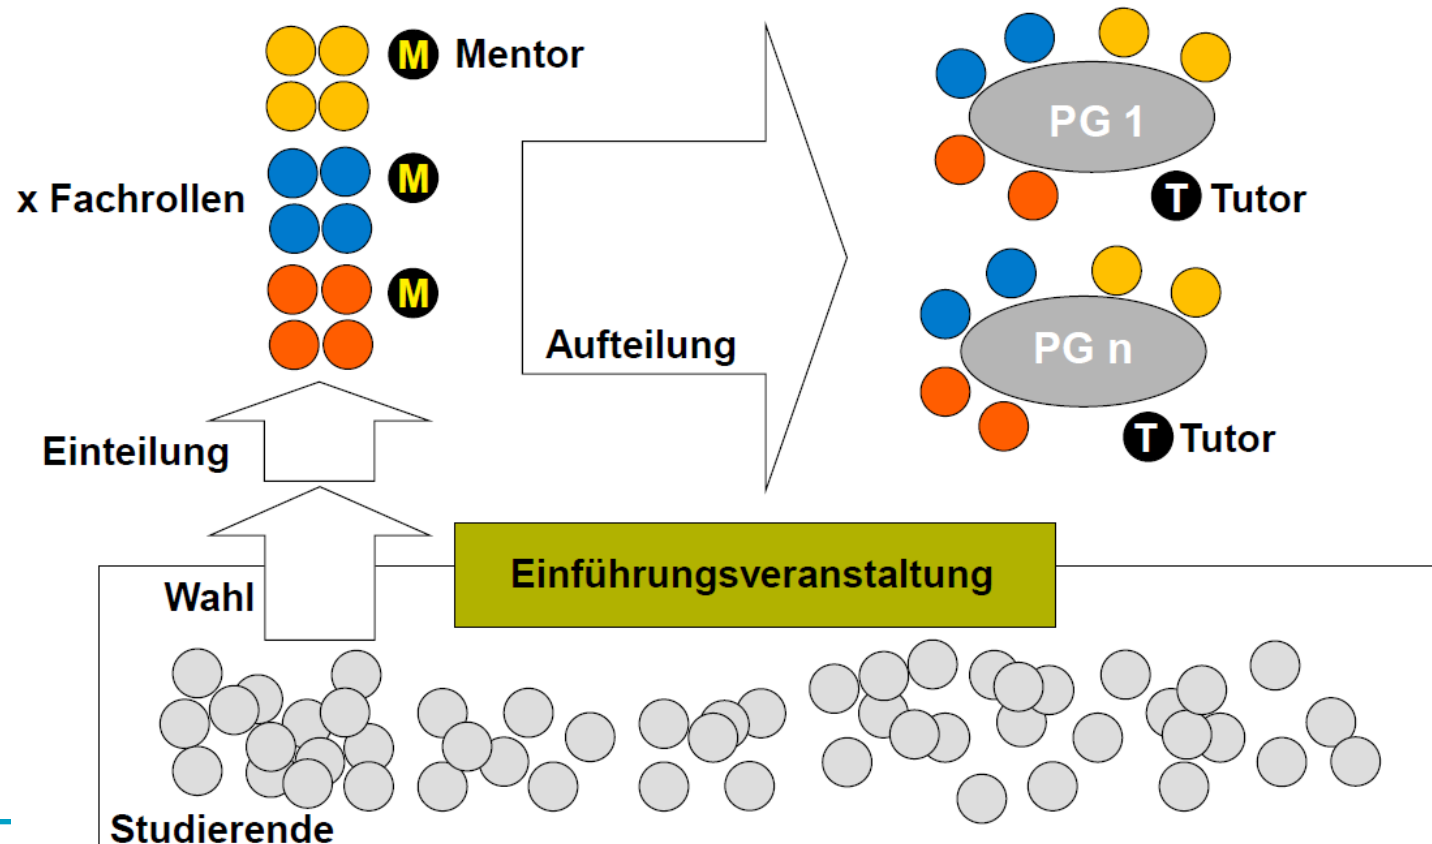 M Mentor
M
x Fachrollen
M
Aufteilung
PG 1
T Tutor
PG n
T Tutor
Einteilung
Wahl
Einführungsveranstaltung
Studierende